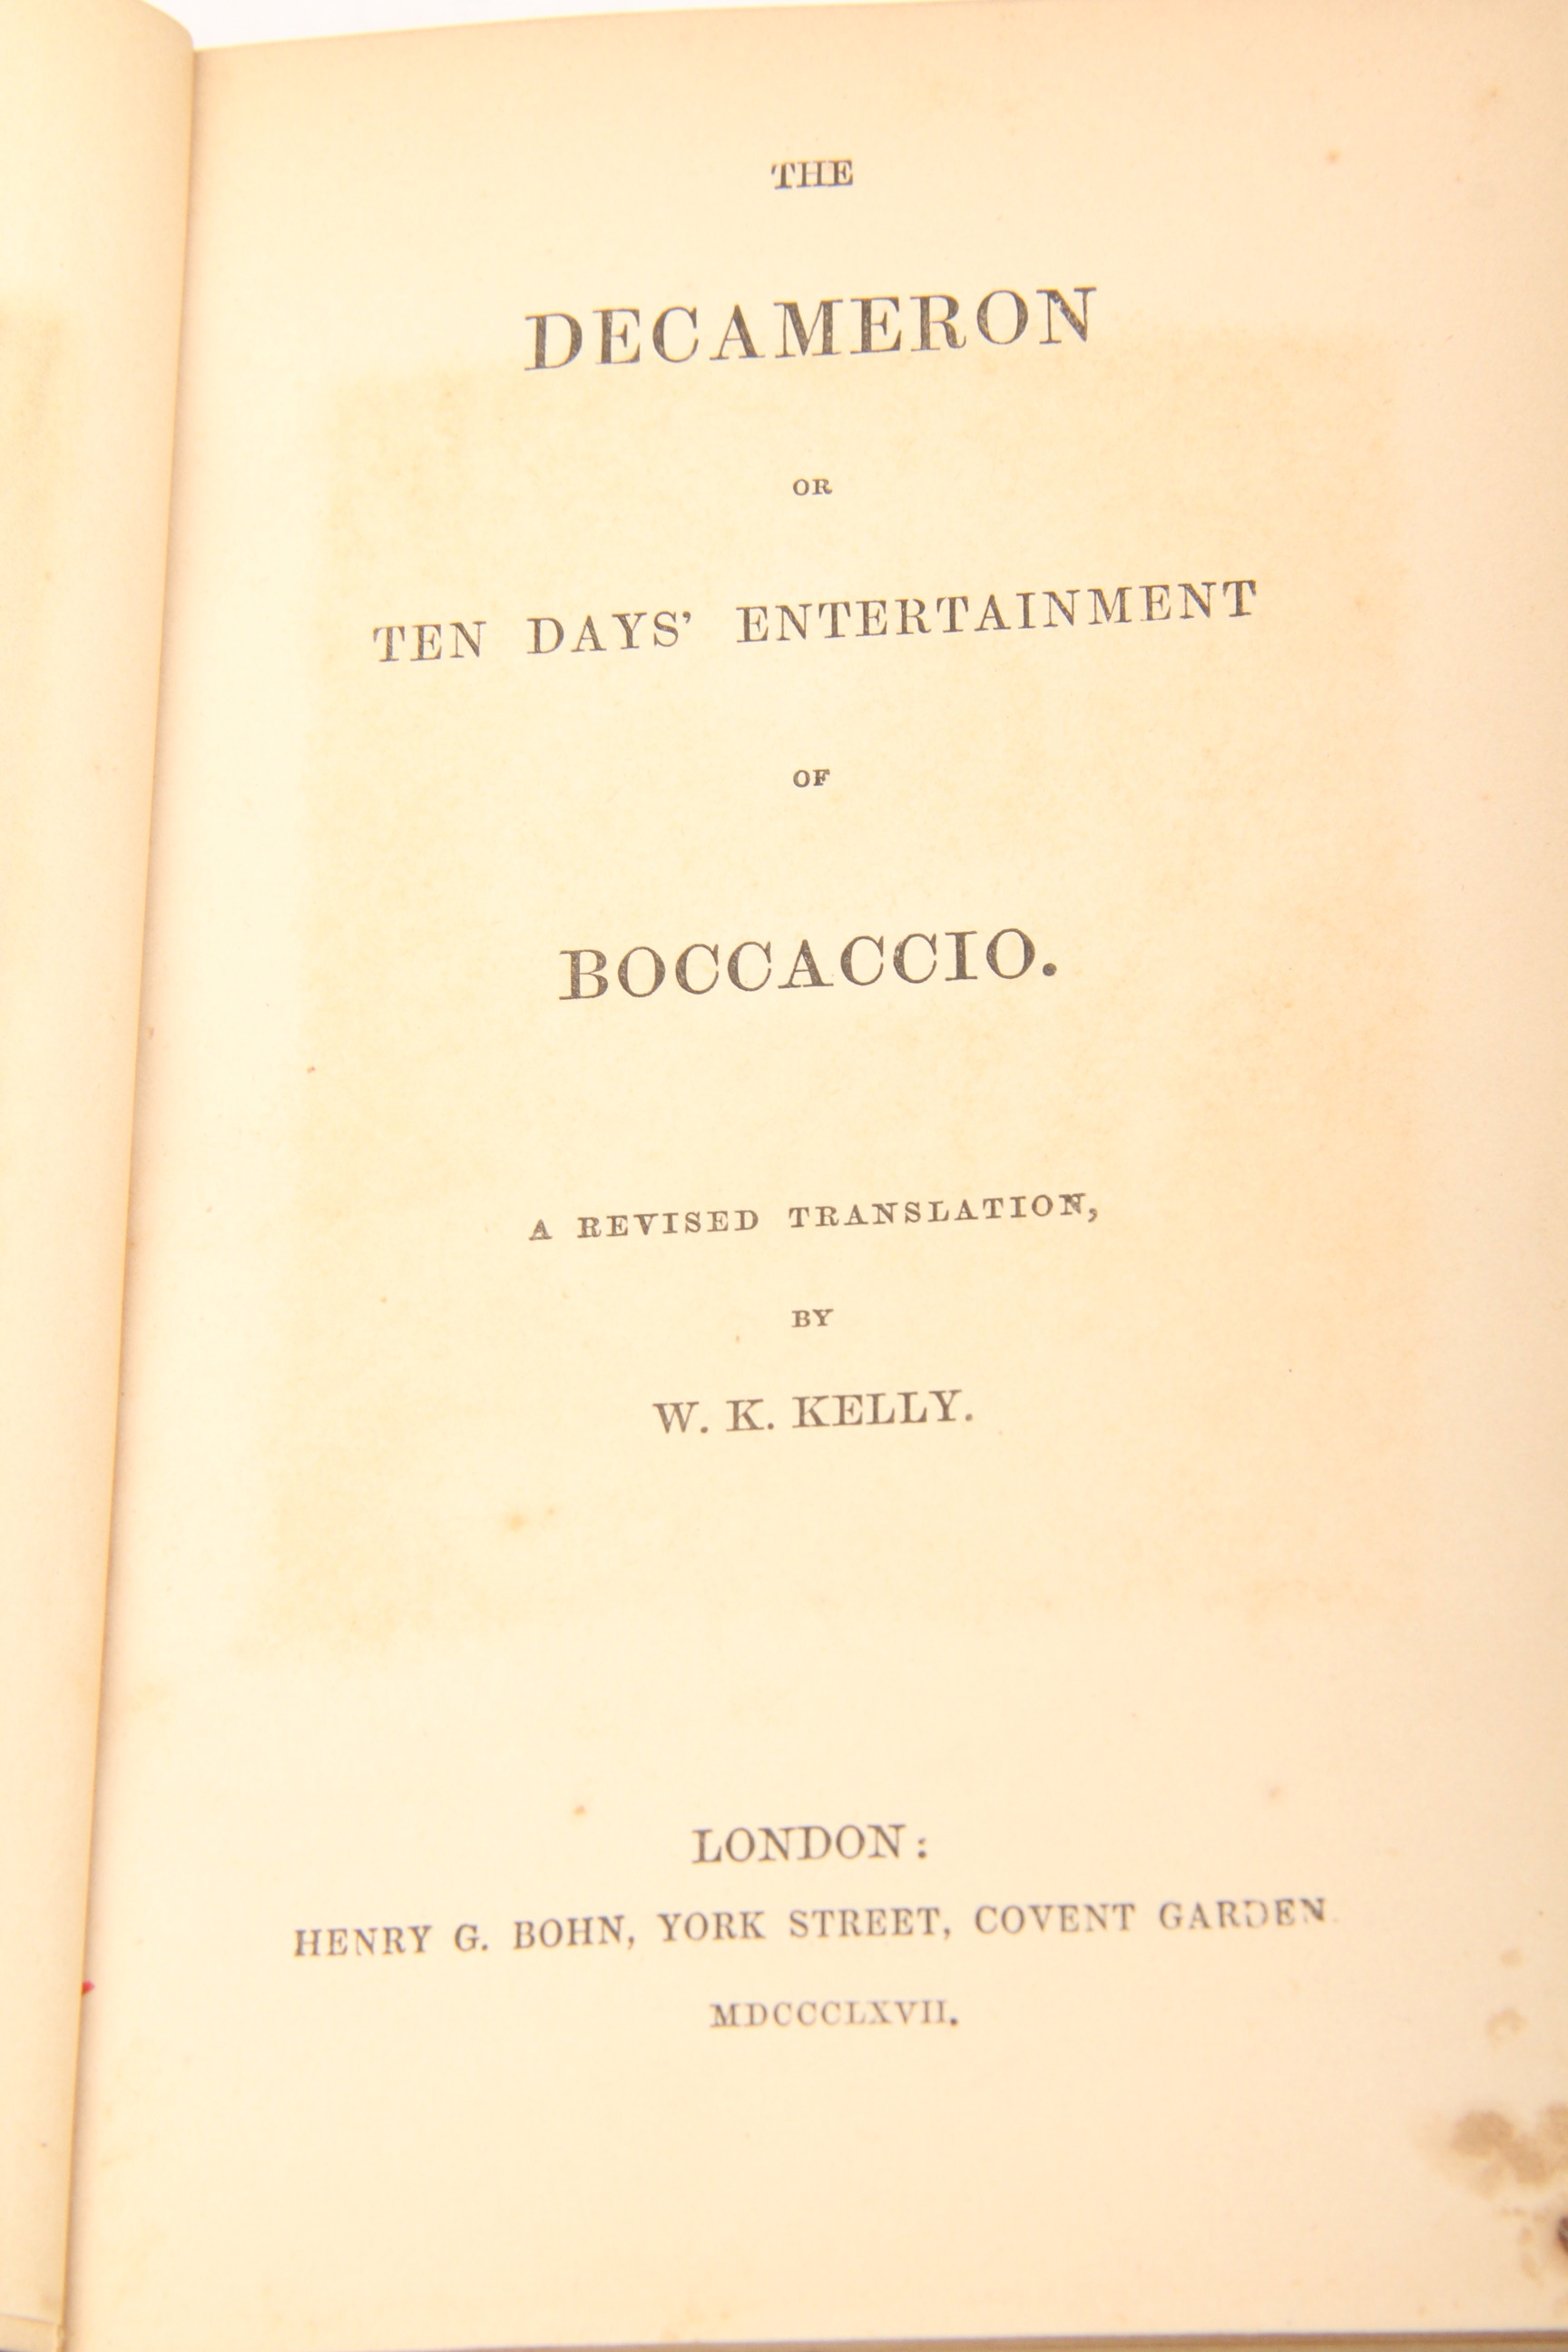 THE
DECAMERON
OR
TEN DAYS' ENTERTAINMENT
OF
BOCCACCIO.
A REVISED TRANSLATION,
BY
W. K. KELLY.
LONDON:
HENRY G. BOHN, YORK STREET, COVENT GARDEN.
MDCCCLXVII.